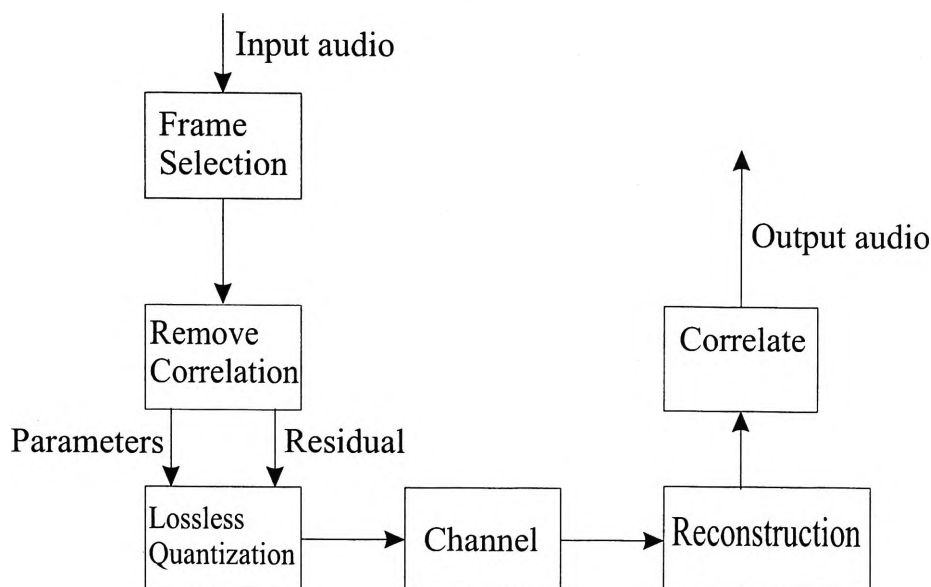 Input audio
Frame
Selection
Remove
Correlation
Parameters
Residual
Lossless
Quantization
Channel
Reconstruction
Correlate
Output audio